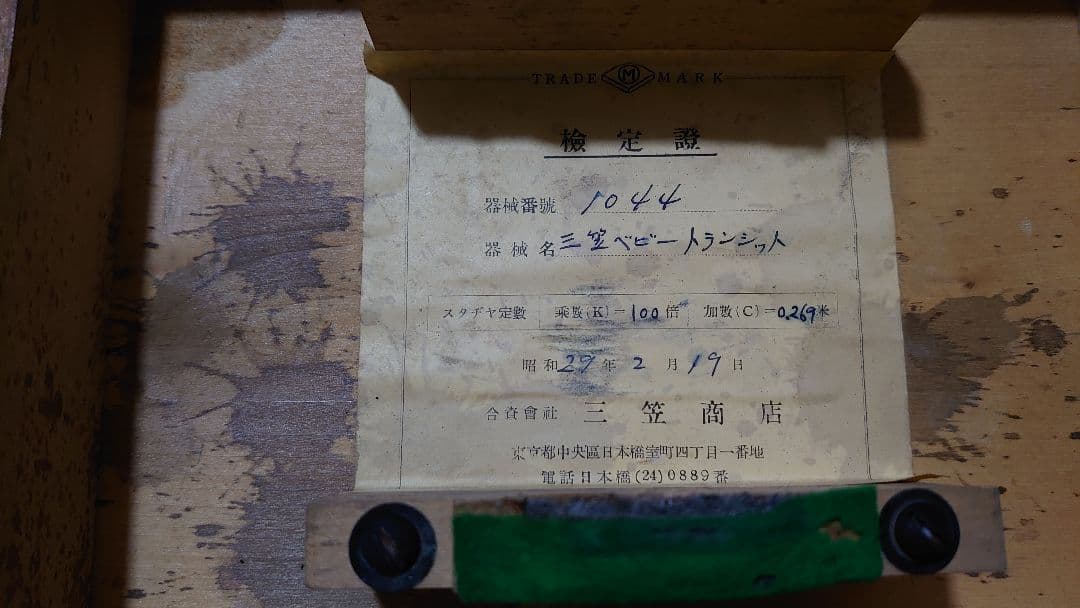 TRADE M MARK
檢定證
器械番號 1044
器械名 三笠ベビートランシット
スタヂヤ定數 乘數(K)=100倍 加數(C)=0.269米
昭和29年2月19日
合資會社 三笠商店
東京都中央區日本橋室町四丁目一番地
電話日本橋(24)0889番